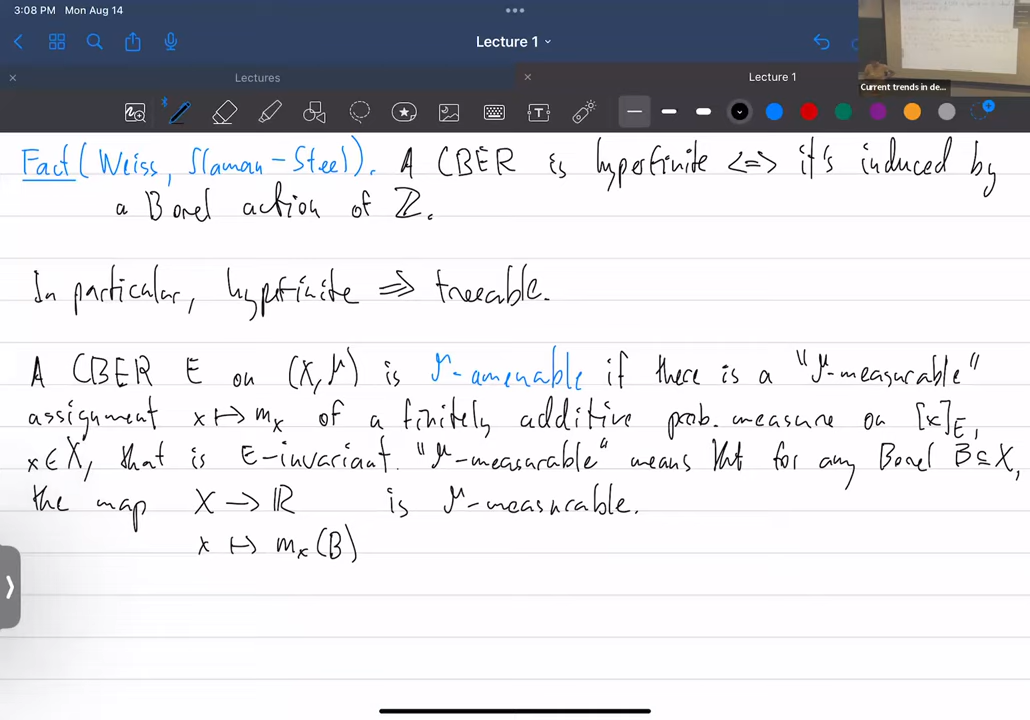 3:08 PM Mon Aug 14
Lecture 1
Lectures
Lecture 1
Current trends in de...
Fact (Weiss, Slaman-Steel). A CBER is hyperfinite <=> it's induced by
a Borel action of ℤ.
In particular, hypefinite => treeable.
A CBER E on (X, μ) is μ-amenable if there is a "μ-measurable"
assignment x ↦ m_x of a finitely additive prob. measure on [x]_E,
x ∈ X, that is E-invariant. "μ-measurable" means tht for any Borel B ⊆ X,
the map X → ℝ is μ-measurable.
x ↦ m_x(B)